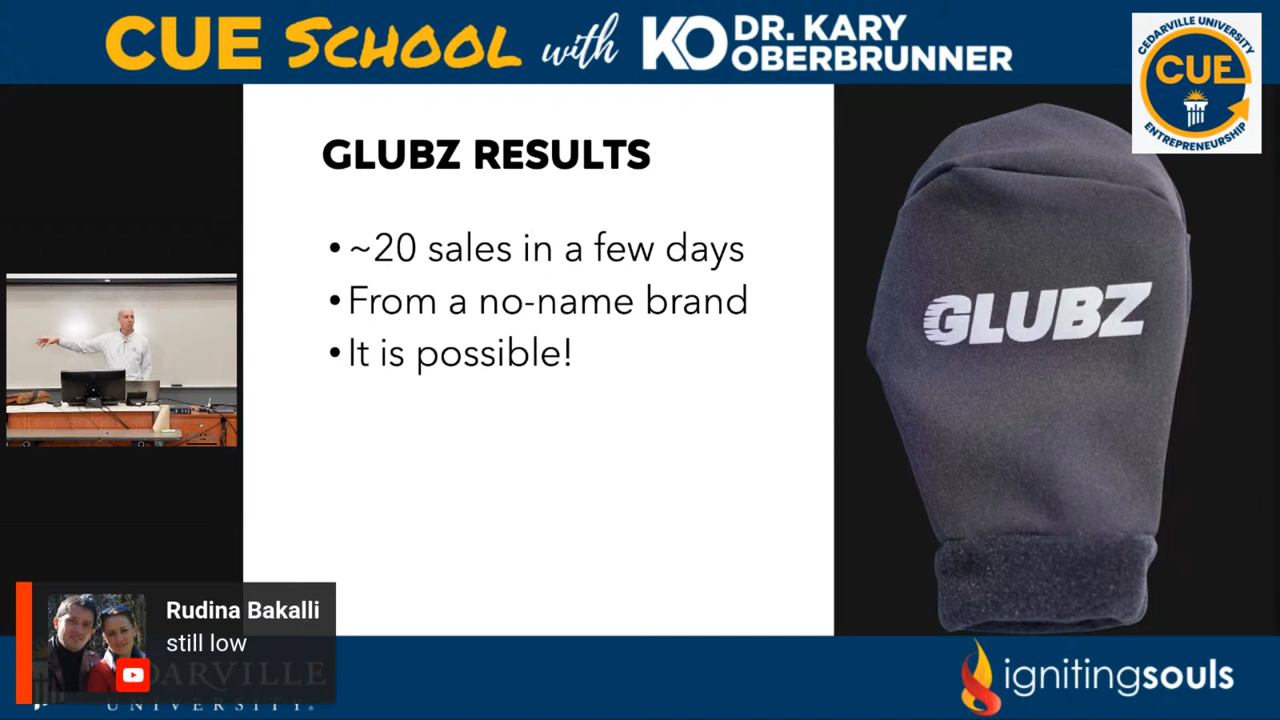 CUE SCHOOL with KO DR. KARY OBERBRUNNER
CEDARVILLE UNIVERSITY
CUE
ENTREPRENEURSHIP
GLUBZ RESULTS
• ~20 sales in a few days
• From a no-name brand
• It is possible!
GLUBZ
Rudina Bakalli
still low
UNIVERSITY®
ignitingsouls